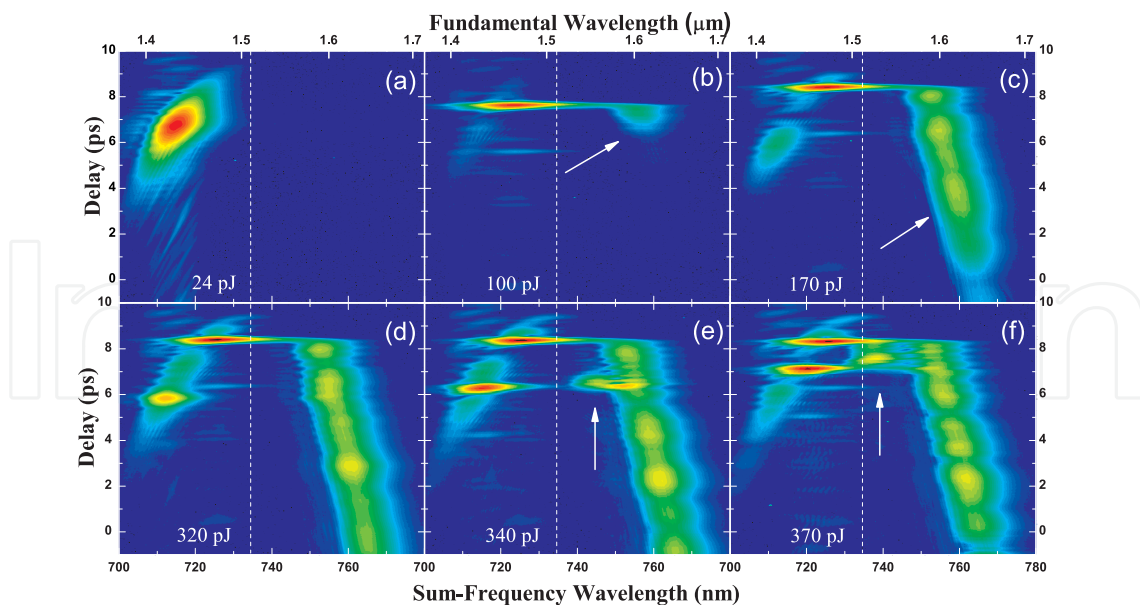 Fundamental Wavelength (μm)
1.4 1.5 1.6 1.4 1.5 1.6 1.4 1.5 1.6 1.7
10 (a) (b) (c) 10
8 8
6 6
4 4
2 2
0 0
Delay (ps)
24 pJ 100 pJ 170 pJ
10 (d) (e) (f) 10
8 8
6 6
4 4
2 2
0 0
Delay (ps)
320 pJ 340 pJ 370 pJ
700 720 740 760 700 720 740 760 700 720 740 760 780
Sum-Frequency Wavelength (nm)